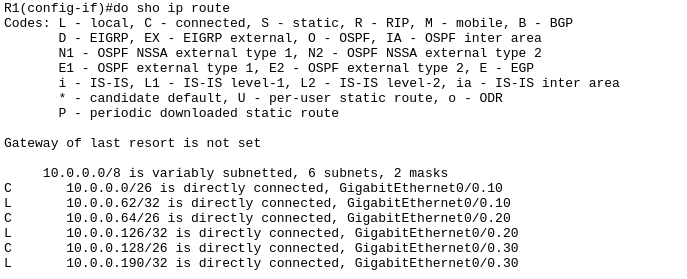 R1(config-if)#do sho ip route
Codes: L - local, C - connected, S - static, R - RIP, M - mobile, B - BGP
       D - EIGRP, EX - EIGRP external, O - OSPF, IA - OSPF inter area
       N1 - OSPF NSSA external type 1, N2 - OSPF NSSA external type 2
       E1 - OSPF external type 1, E2 - OSPF external type 2, E - EGP
       i - IS-IS, L1 - IS-IS level-1, L2 - IS-IS level-2, ia - IS-IS inter area
       * - candidate default, U - per-user static route, o - ODR
       P - periodic downloaded static route

Gateway of last resort is not set

     10.0.0.0/8 is variably subnetted, 6 subnets, 2 masks
C       10.0.0.0/26 is directly connected, GigabitEthernet0/0.10
L       10.0.0.62/32 is directly connected, GigabitEthernet0/0.10
C       10.0.0.64/26 is directly connected, GigabitEthernet0/0.20
L       10.0.0.126/32 is directly connected, GigabitEthernet0/0.20
C       10.0.0.128/26 is directly connected, GigabitEthernet0/0.30
L       10.0.0.190/32 is directly connected, GigabitEthernet0/0.30